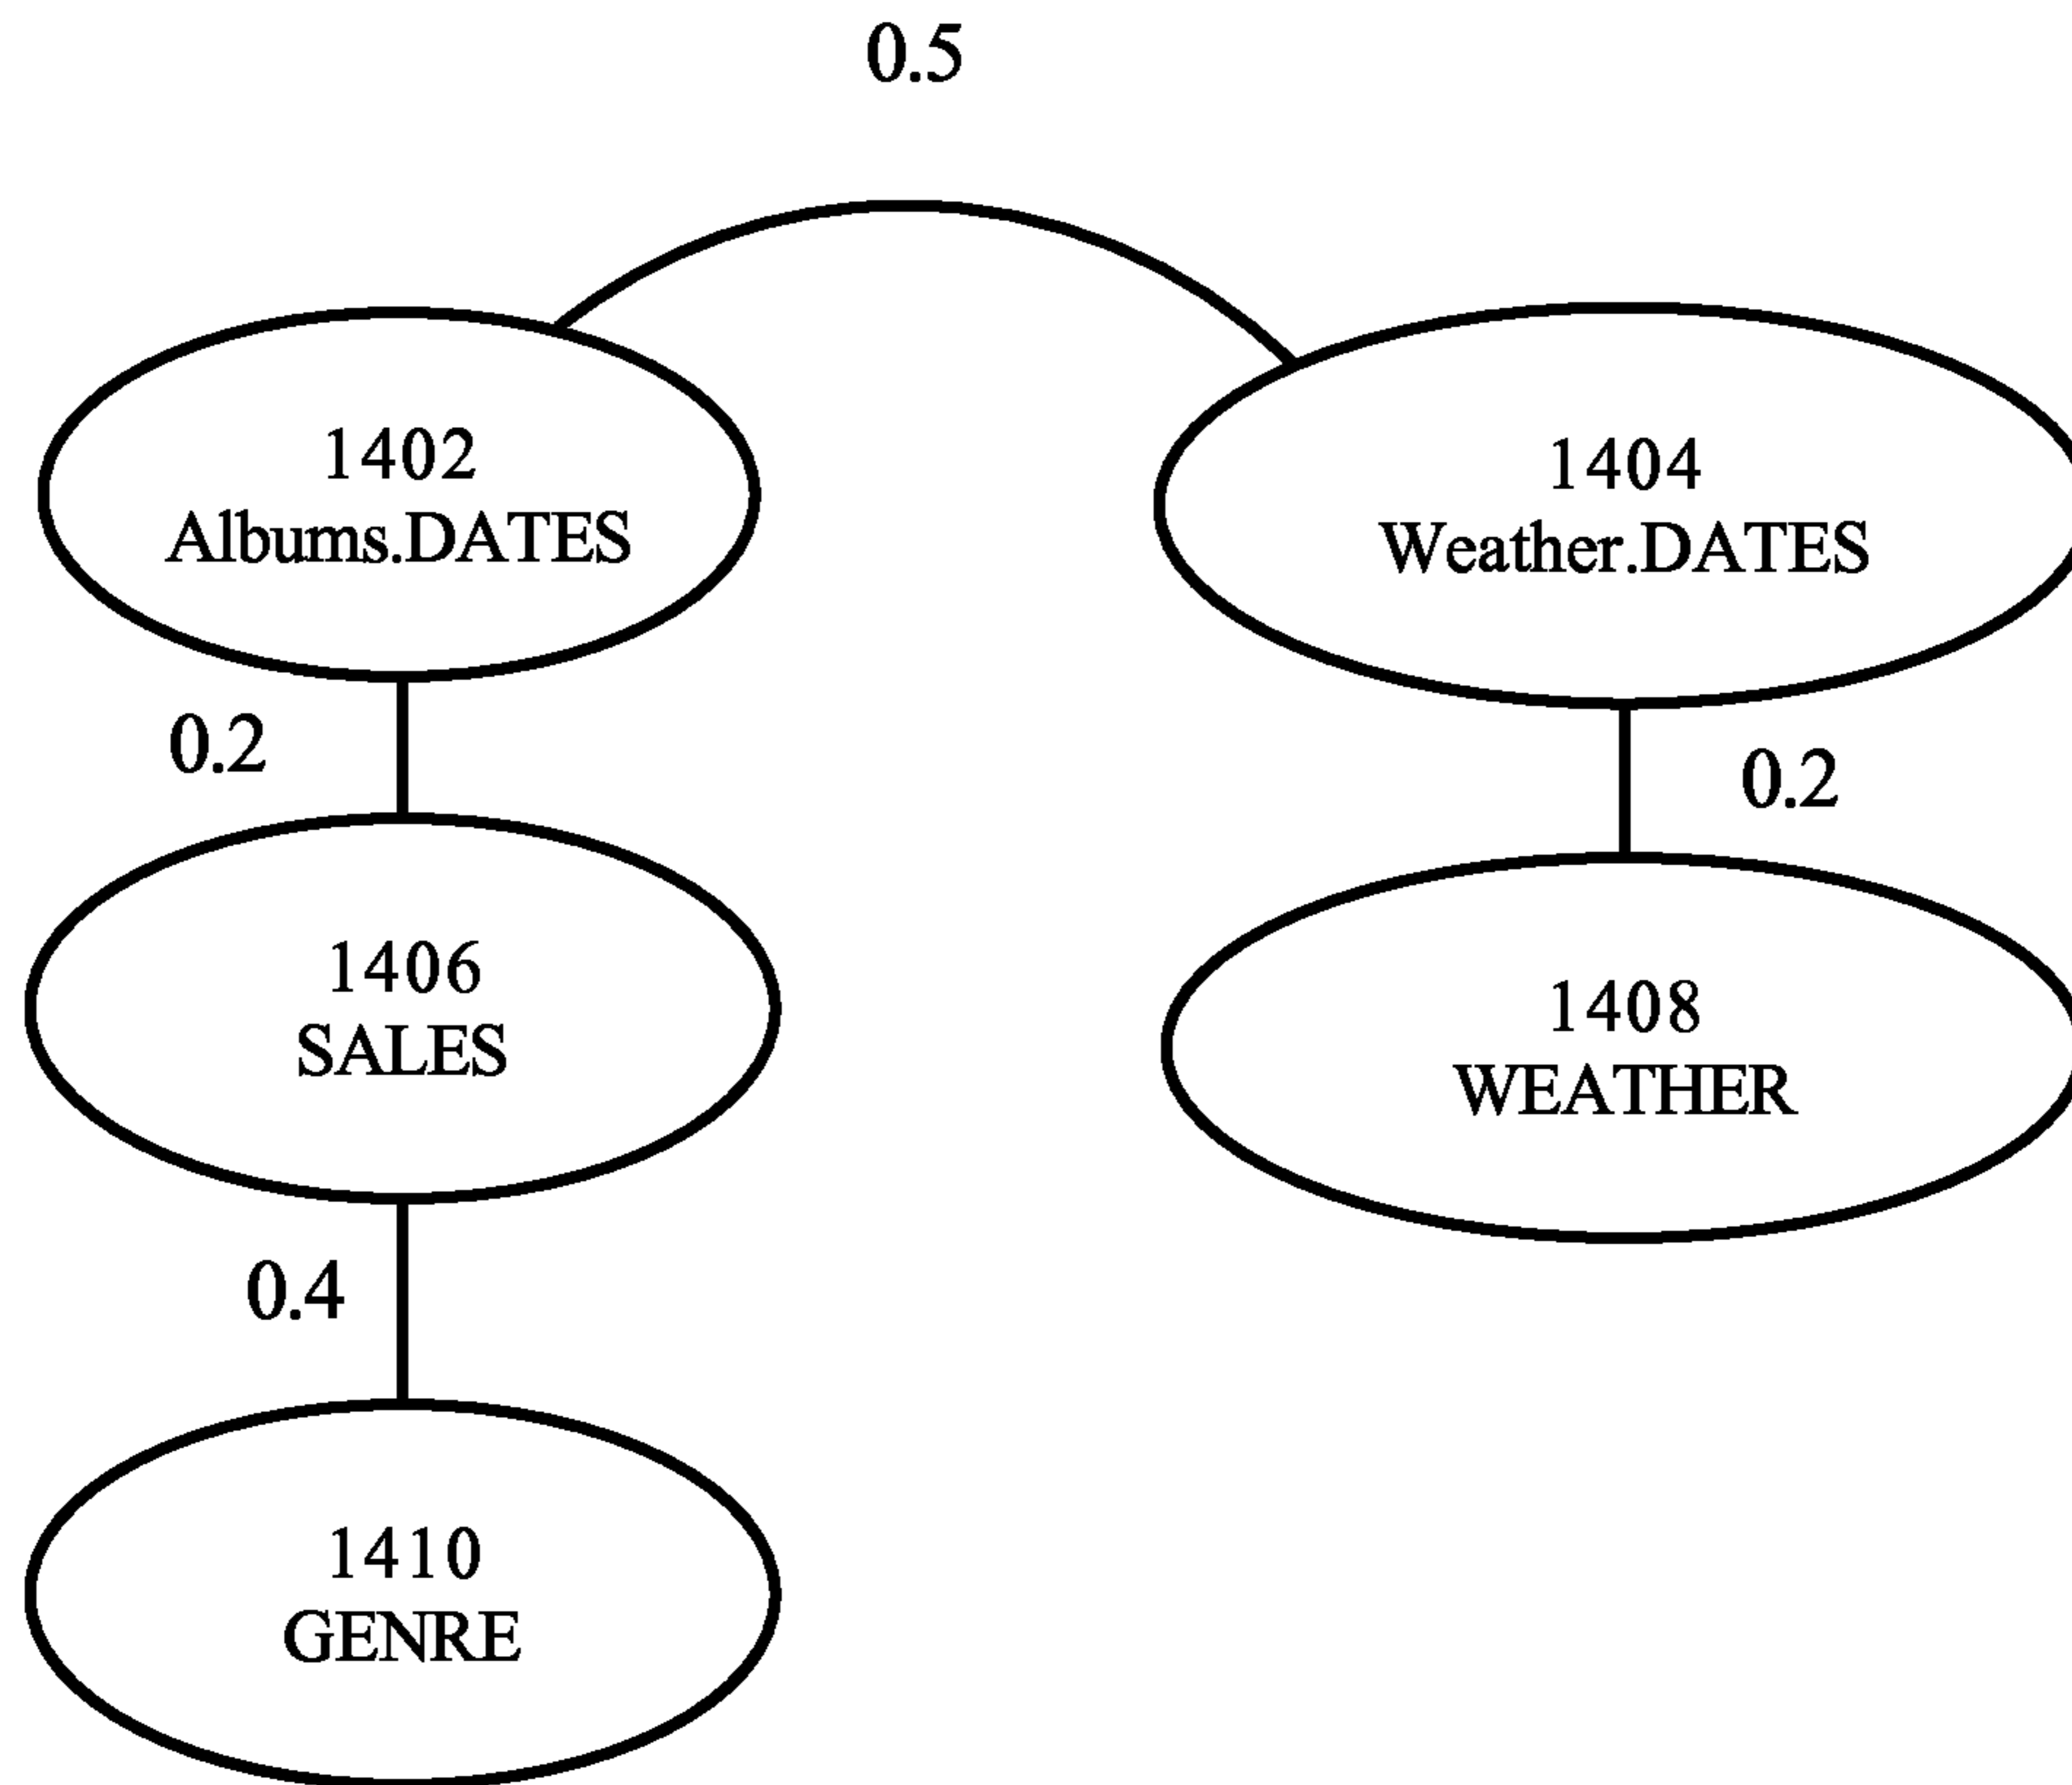 0.5
1402
Albums.DATES
1404
Weather.DATES
0.2
0.2
1406
SALES
1408
WEATHER
0.4
1410
GENRE